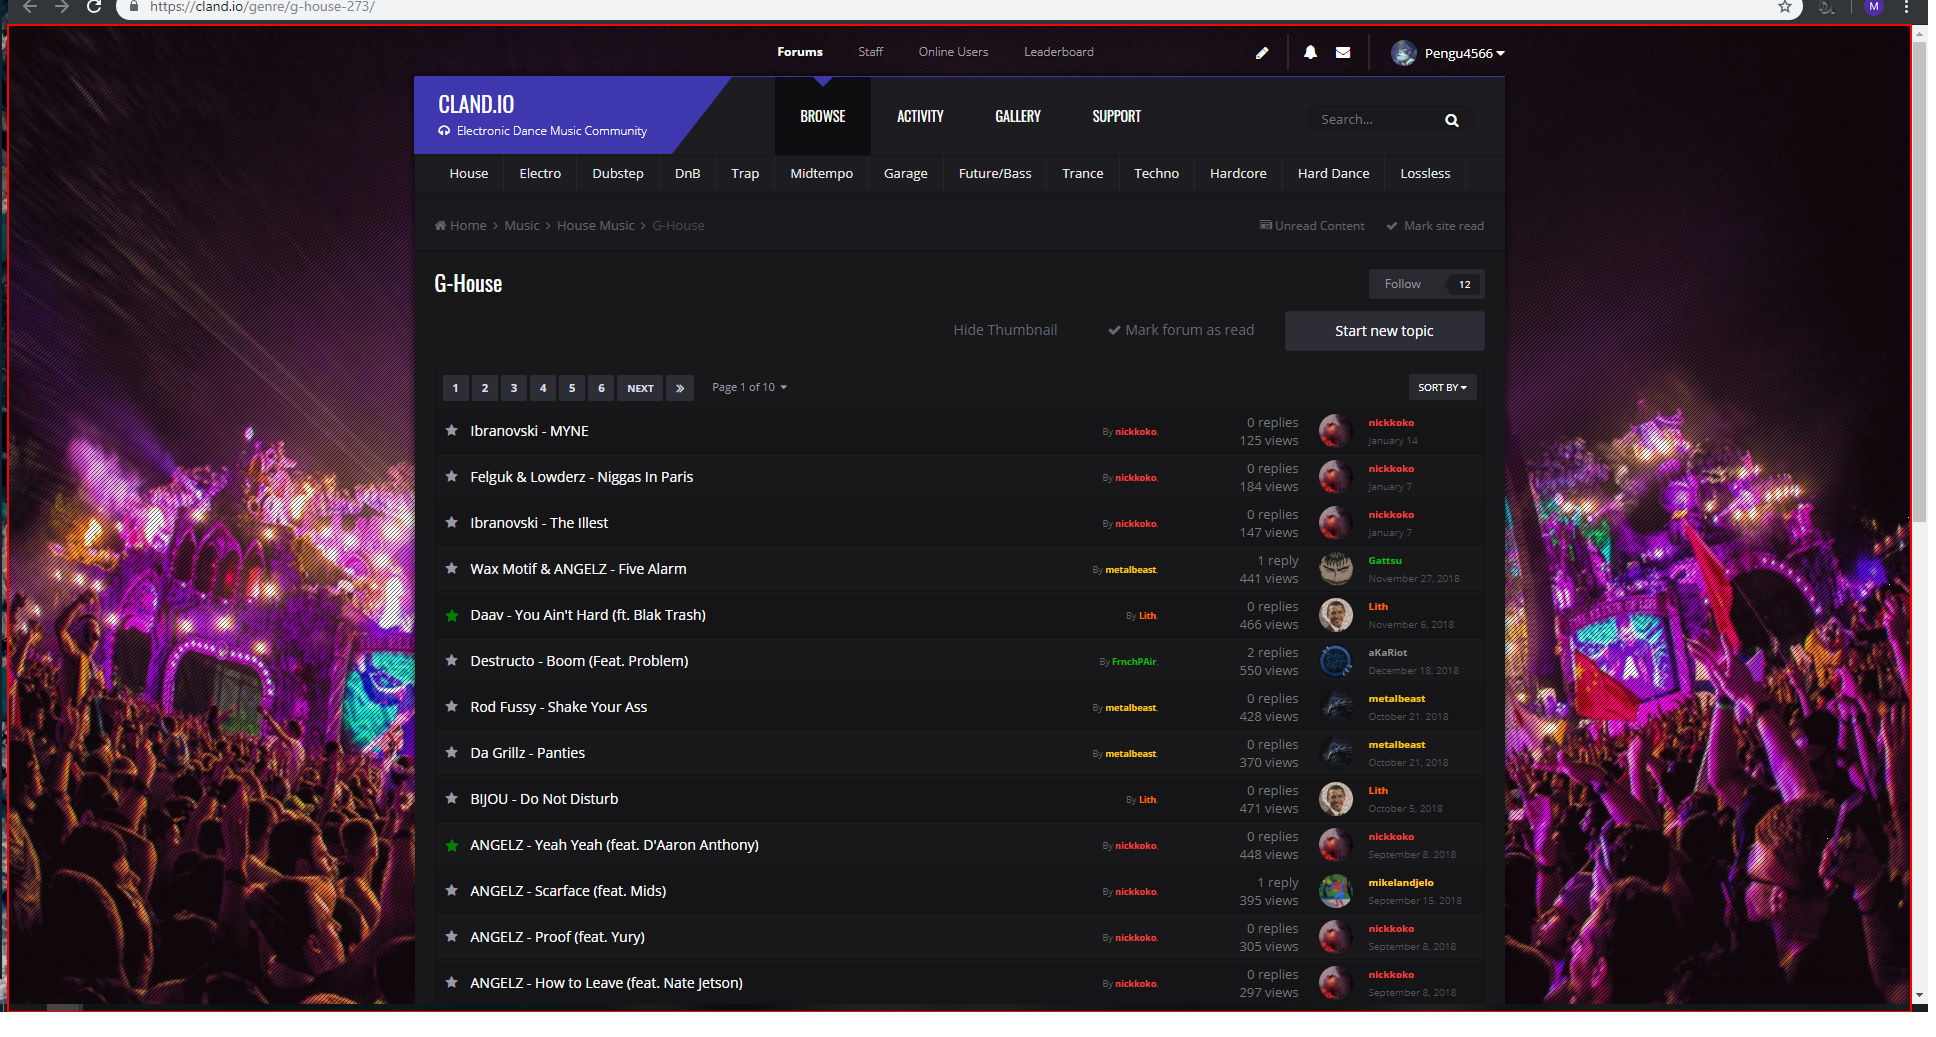 https://cland.io/genre/g-house-273/
M
Forums Staff Online Users Leaderboard Pengu4566
CLAND.IO
Electronic Dance Music Community
BROWSE ACTIVITY GALLERY SUPPORT Search...
House Electro Dubstep DnB Trap Midtempo Garage Future/Bass Trance Techno Hardcore Hard Dance Lossless
Home > Music > House Music > G-House Unread Content Mark site read
G-House Follow 12
Hide Thumbnail Mark forum as read Start new topic
1 2 3 4 5 6 NEXT » Page 1 of 10 SORT BY
Ibranovski - MYNE By nickkoko, 0 replies nickkoko
125 views January 14
Felguk & Lowderz - Niggas In Paris By nickkoko, 0 replies nickkoko
184 views January 7
Ibranovski - The Illest By nickkoko, 0 replies nickkoko
147 views January 7
Wax Motif & ANGELZ - Five Alarm By metalbeast, 1 reply Gattsu
441 views November 27, 2018
Daav - You Ain't Hard (ft. Blak Trash) By Lith, 0 replies Lith
466 views November 6, 2018
Destructo - Boom (Feat. Problem) By FrnchPAir, 2 replies aKaRiot
550 views December 18, 2018
Rod Fussy - Shake Your Ass By metalbeast, 0 replies metalbeast
428 views October 21, 2018
Da Grillz - Panties By metalbeast, 0 replies metalbeast
370 views October 21, 2018
BIJOU - Do Not Disturb By Lith, 0 replies Lith
471 views October 5, 2018
ANGELZ - Yeah Yeah (feat. D'Aaron Anthony) By nickkoko, 0 replies nickkoko
448 views September 8, 2018
ANGELZ - Scarface (feat. Mids) By nickkoko, 1 reply mikelandjelo
395 views September 15, 2018
ANGELZ - Proof (feat. Yury) By nickkoko, 0 replies nickkoko
305 views September 8, 2018
ANGELZ - How to Leave (feat. Nate Jetson) By nickkoko, 0 replies nickkoko
297 views September 8, 2018